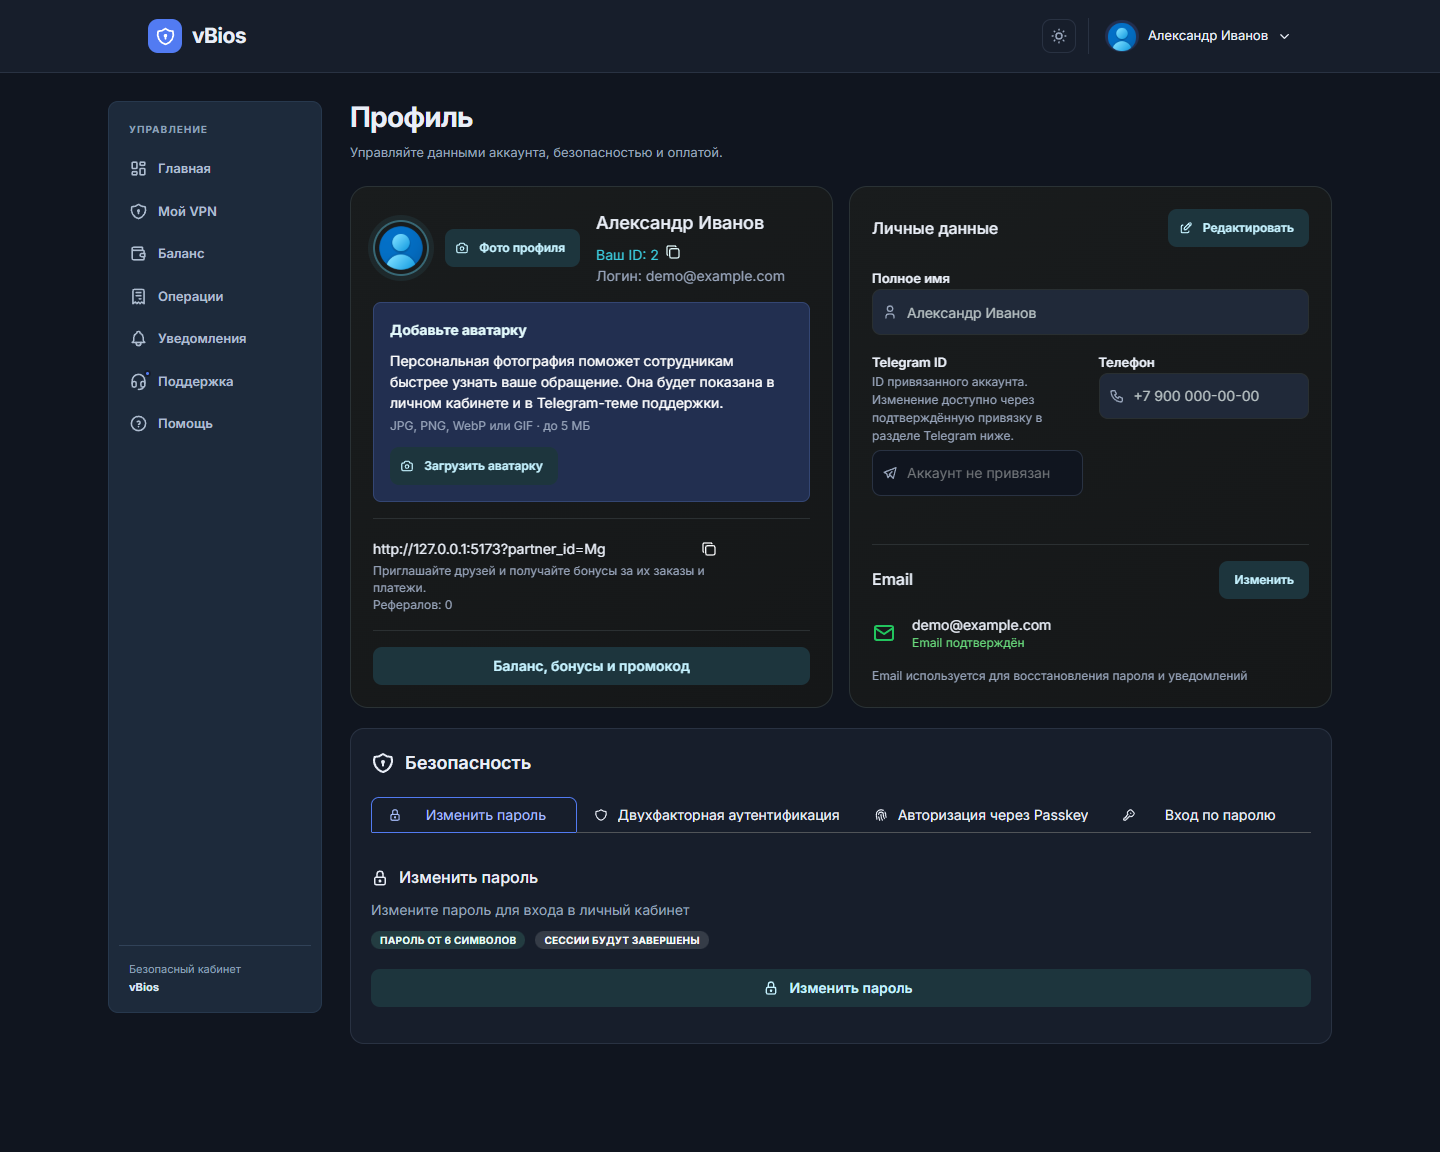 vBios
Александр Иванов
УПРАВЛЕНИЕ
Главная
Мой VPN
Баланс
Операции
Уведомления
Поддержка
Помощь
Безопасный кабинет
vBios
Профиль
Управляйте данными аккаунта, безопасностью и оплатой.
Фото профиля
Александр Иванов
Ваш ID: 2
Логин: demo@example.com
Добавьте аватарку
Персональная фотография поможет сотрудникам
быстрее узнать ваше обращение. Она будет показана в
личном кабинете и в Telegram-теме поддержки.
JPG, PNG, WebP или GIF · до 5 МБ
Загрузить аватарку
http://127.0.0.1:5173?partner_id=Mg
Приглашайте друзей и получайте бонусы за их заказы и
платежи.
Рефералов: 0
Баланс, бонусы и промокод
Личные данные
Редактировать
Полное имя
Александр Иванов
Telegram ID
ID привязанного аккаунта.
Изменение доступно через
подтверждённую привязку в
разделе Telegram ниже.
Аккаунт не привязан
Телефон
+7 900 000-00-00
Email
Изменить
demo@example.com
Email подтверждён
Email используется для восстановления пароля и уведомлений
Безопасность
Изменить пароль
Двухфакторная аутентификация
Авторизация через Passkey
Вход по паролю
Изменить пароль
Измените пароль для входа в личный кабинет
ПАРОЛЬ ОТ 6 СИМВОЛОВ
СЕССИИ БУДУТ ЗАВЕРШЕНЫ
Изменить пароль